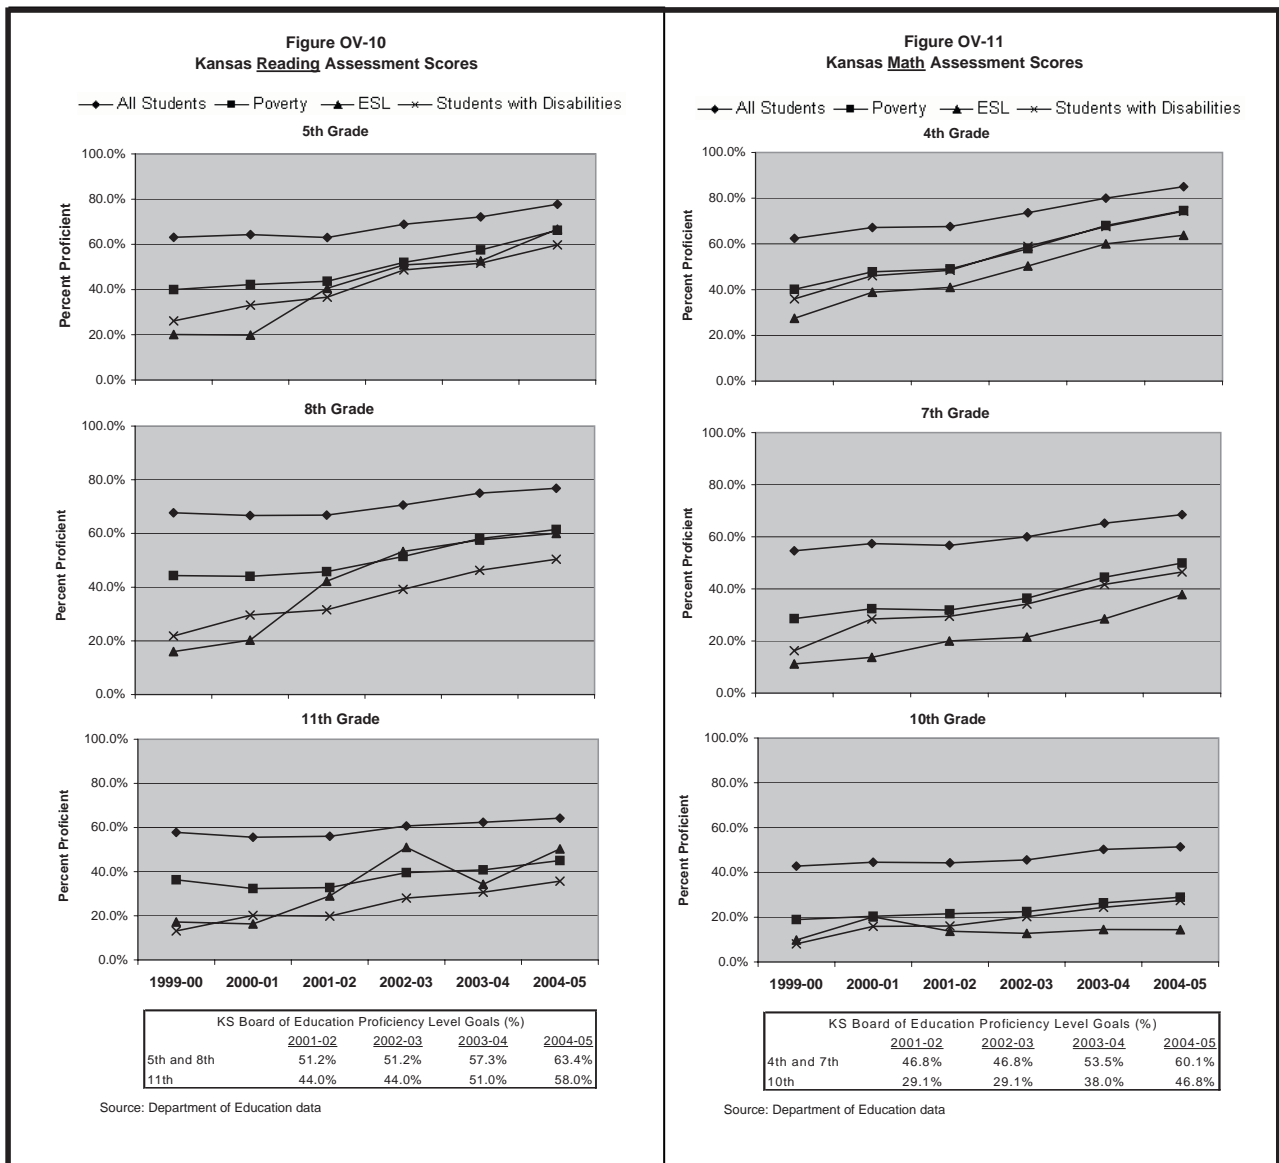 Figure OV-10
Kansas Reading Assessment Scores
All Students Poverty ESL Students with Disabilities
5th Grade
Percent Proficient
100.0%
80.0%
60.0%
40.0%
20.0%
0.0%
8th Grade
Percent Proficient
100.0%
80.0%
60.0%
40.0%
20.0%
0.0%
11th Grade
Percent Proficient
100.0%
80.0%
60.0%
40.0%
20.0%
0.0%
1999-00 2000-01 2001-02 2002-03 2003-04 2004-05
KS Board of Education Proficiency Level Goals (%)
2001-02 2002-03 2003-04 2004-05
5th and 8th 51.2% 51.2% 57.3% 63.4%
11th 44.0% 44.0% 51.0% 58.0%
Source: Department of Education data
Figure OV-11
Kansas Math Assessment Scores
All Students Poverty ESL Students with Disabilities
4th Grade
Percent Proficient
100.0%
80.0%
60.0%
40.0%
20.0%
0.0%
7th Grade
Percent Proficient
100.0%
80.0%
60.0%
40.0%
20.0%
0.0%
10th Grade
Percent Proficient
100.0%
80.0%
60.0%
40.0%
20.0%
0.0%
1999-00 2000-01 2001-02 2002-03 2003-04 2004-05
KS Board of Education Proficiency Level Goals (%)
2001-02 2002-03 2003-04 2004-05
4th and 7th 46.8% 46.8% 53.5% 60.1%
10th 29.1% 29.1% 38.0% 46.8%
Source: Department of Education data